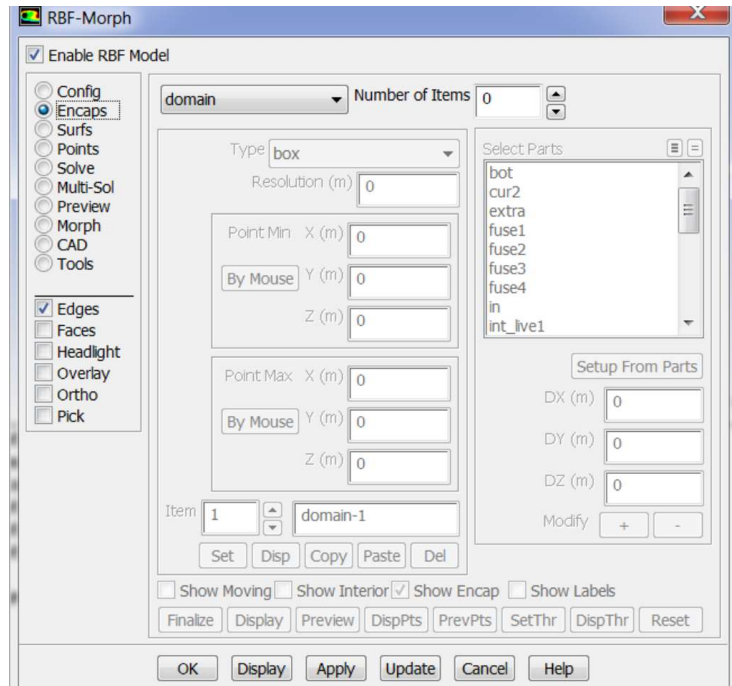 RBF-Morph
Enable RBF Model
Config
Encaps
Surfs
Points
Solve
Multi-Sol
Preview
Morph
CAD
Tools
Edges
Faces
Headlight
Overlay
Ortho
Pick
domain Number of Items 0
Type box
Resolution (m) 0
Point Min X (m) 0
By Mouse Y (m) 0
Z (m) 0
Point Max X (m) 0
By Mouse Y (m) 0
Z (m) 0
Item 1 domain-1
Set Disp Copy Paste Del
Select Parts
bot
cur2
extra
fuse1
fuse2
fuse3
fuse4
in
int_live1
Setup From Parts
DX (m) 0
DY (m) 0
DZ (m) 0
Modify + -
Show Moving Show Interior Show Encap Show Labels
Finalize Display Preview DispPts PrevPts SetThr DispThr Reset
OK Display Apply Update Cancel Help